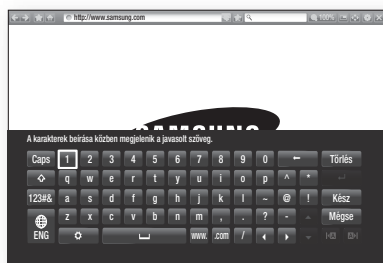 http://www.samsung.com 100%
SAMSUNG
A karakterek beírása közben megjelenik a javasolt szöveg.
Caps 1 2 3 4 5 6 7 8 9 0 Törlés
q w e r t y u i o p ^ *
123#& a s d f g h j k l ~ @ ! Kész
z x c v b n m , . ? - Mégse
ENG www. .com /